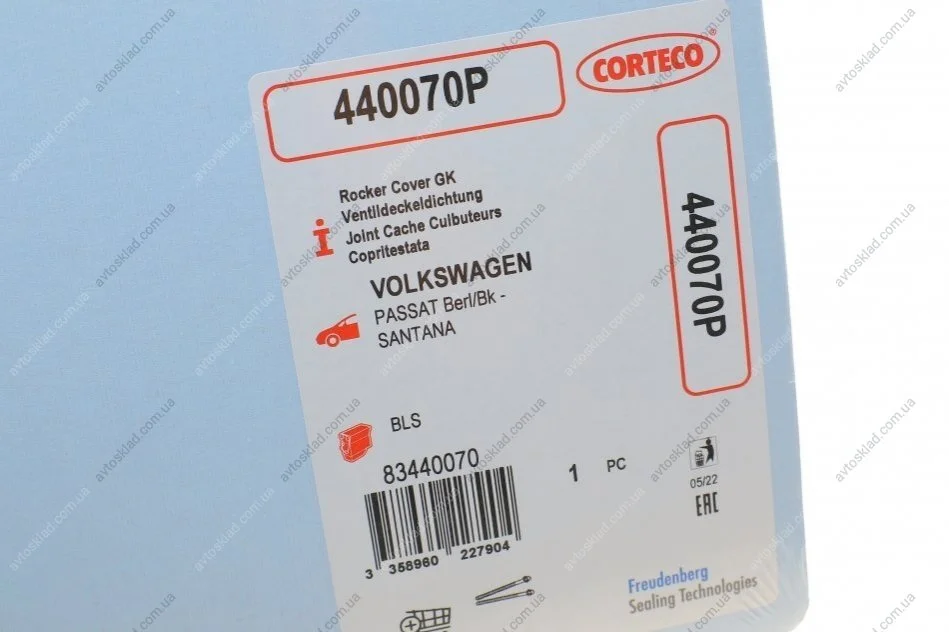 440070P
CORTECO
Rocker Cover GK
Ventildeckeldichtung
Joint Cache Culbuteurs
Copritestata
VOLKSWAGEN
PASSAT Berl/Bk -
SANTANA
440070P
BLS
83440070
1 PC
05/22
EAC
3 358960 227904
Freudenberg
Sealing Technologies
avtosklad.com.ua